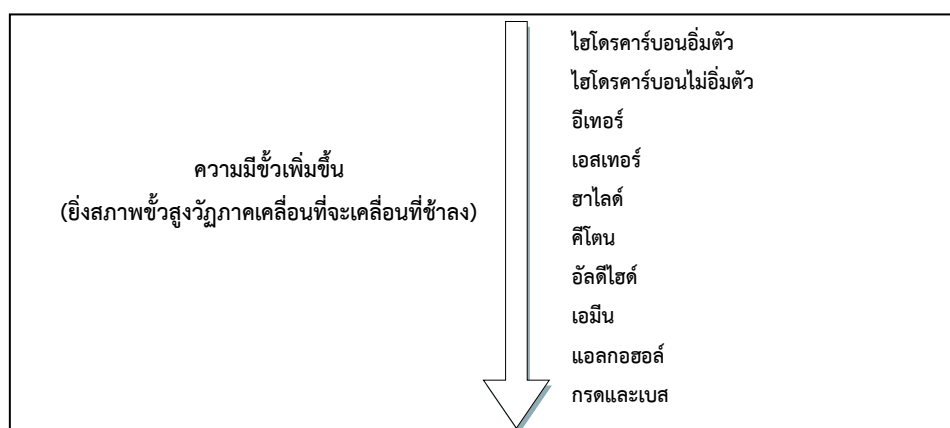 ความมีขั้วเพิ่มขึ้น
(ยิ่งสภาพขั้วสูงวัฏภาคเคลื่อนที่จะเคลื่อนที่ช้าลง)
ไฮโดรคาร์บอนอิ่มตัว
ไฮโดรคาร์บอนไม่อิ่มตัว
อีเทอร์
เอสเทอร์
ฮาไลด์
คีโตน
อัลดีไฮด์
เอมีน
แอลกอฮอล์
กรดและเบส